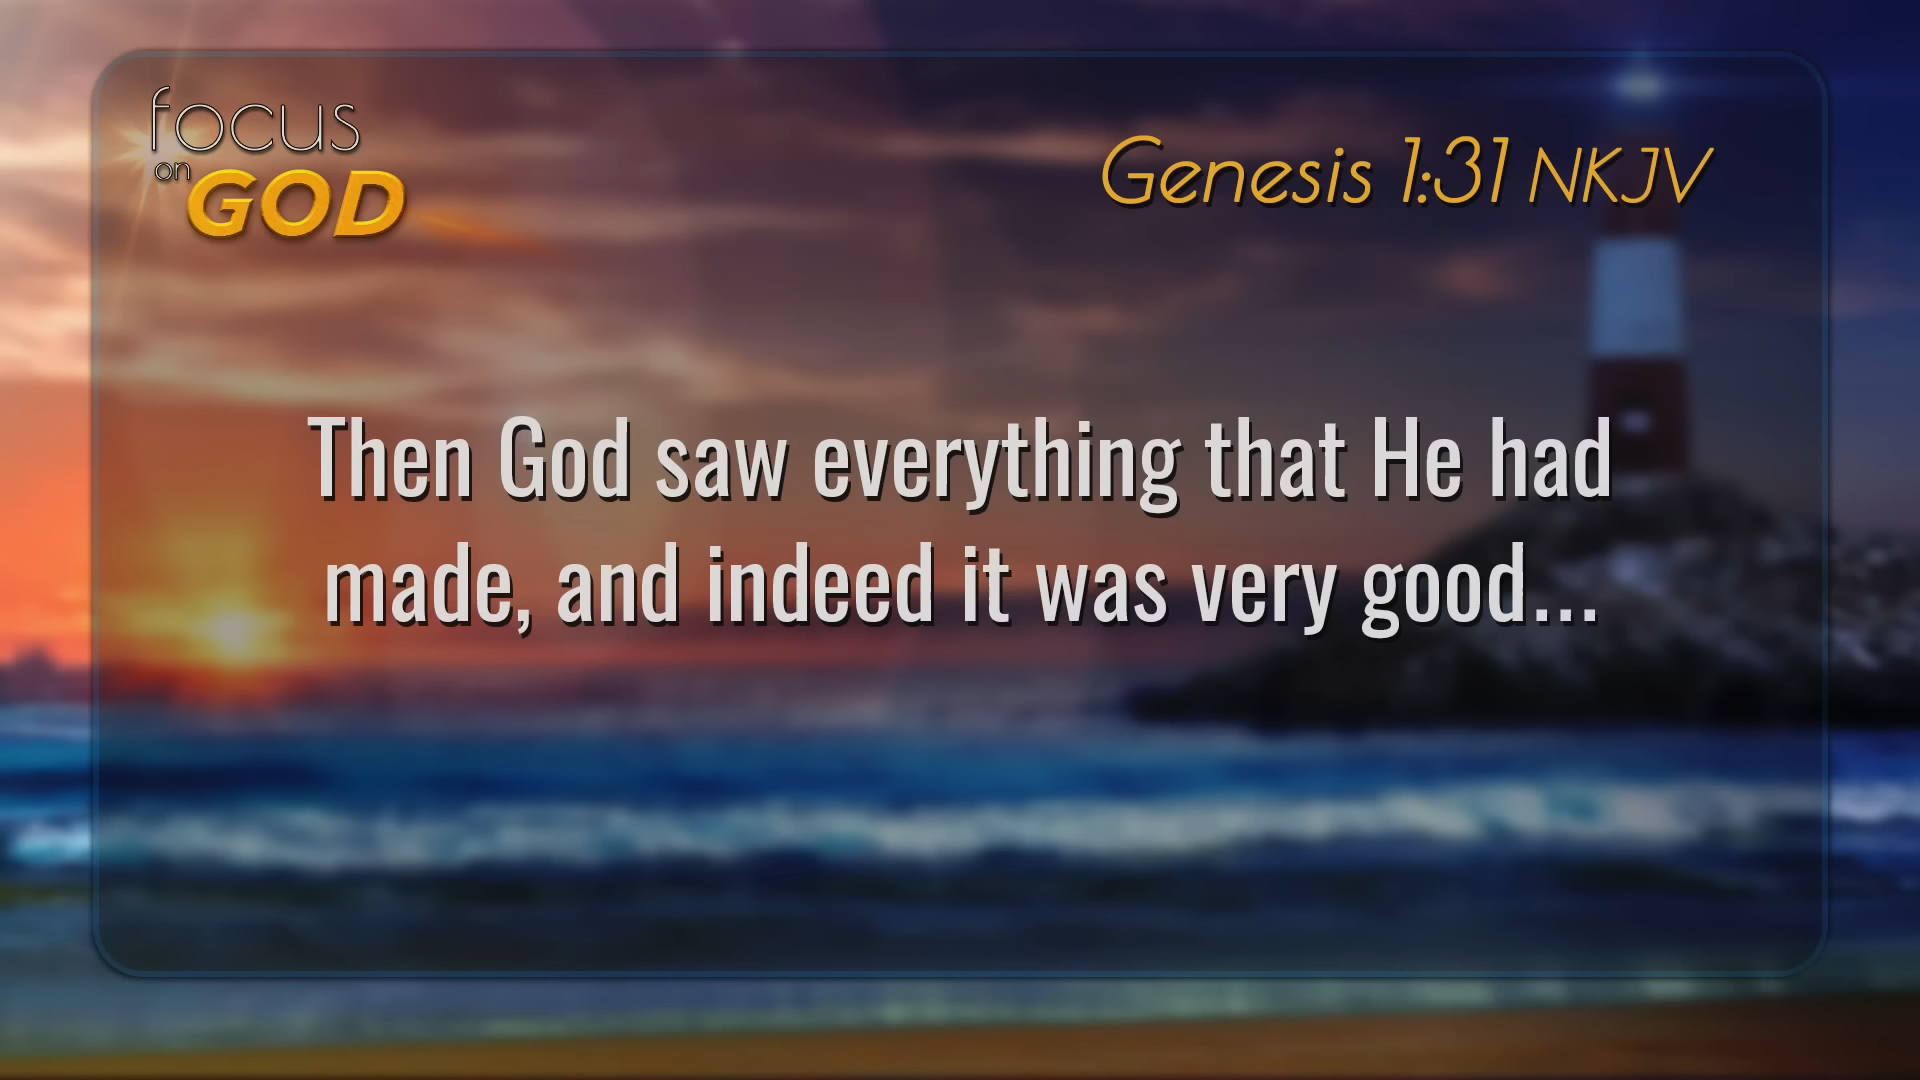 focus
on
GOD
Genesis 1:31 NKJV
Then God saw everything that He had
made, and indeed it was very good...